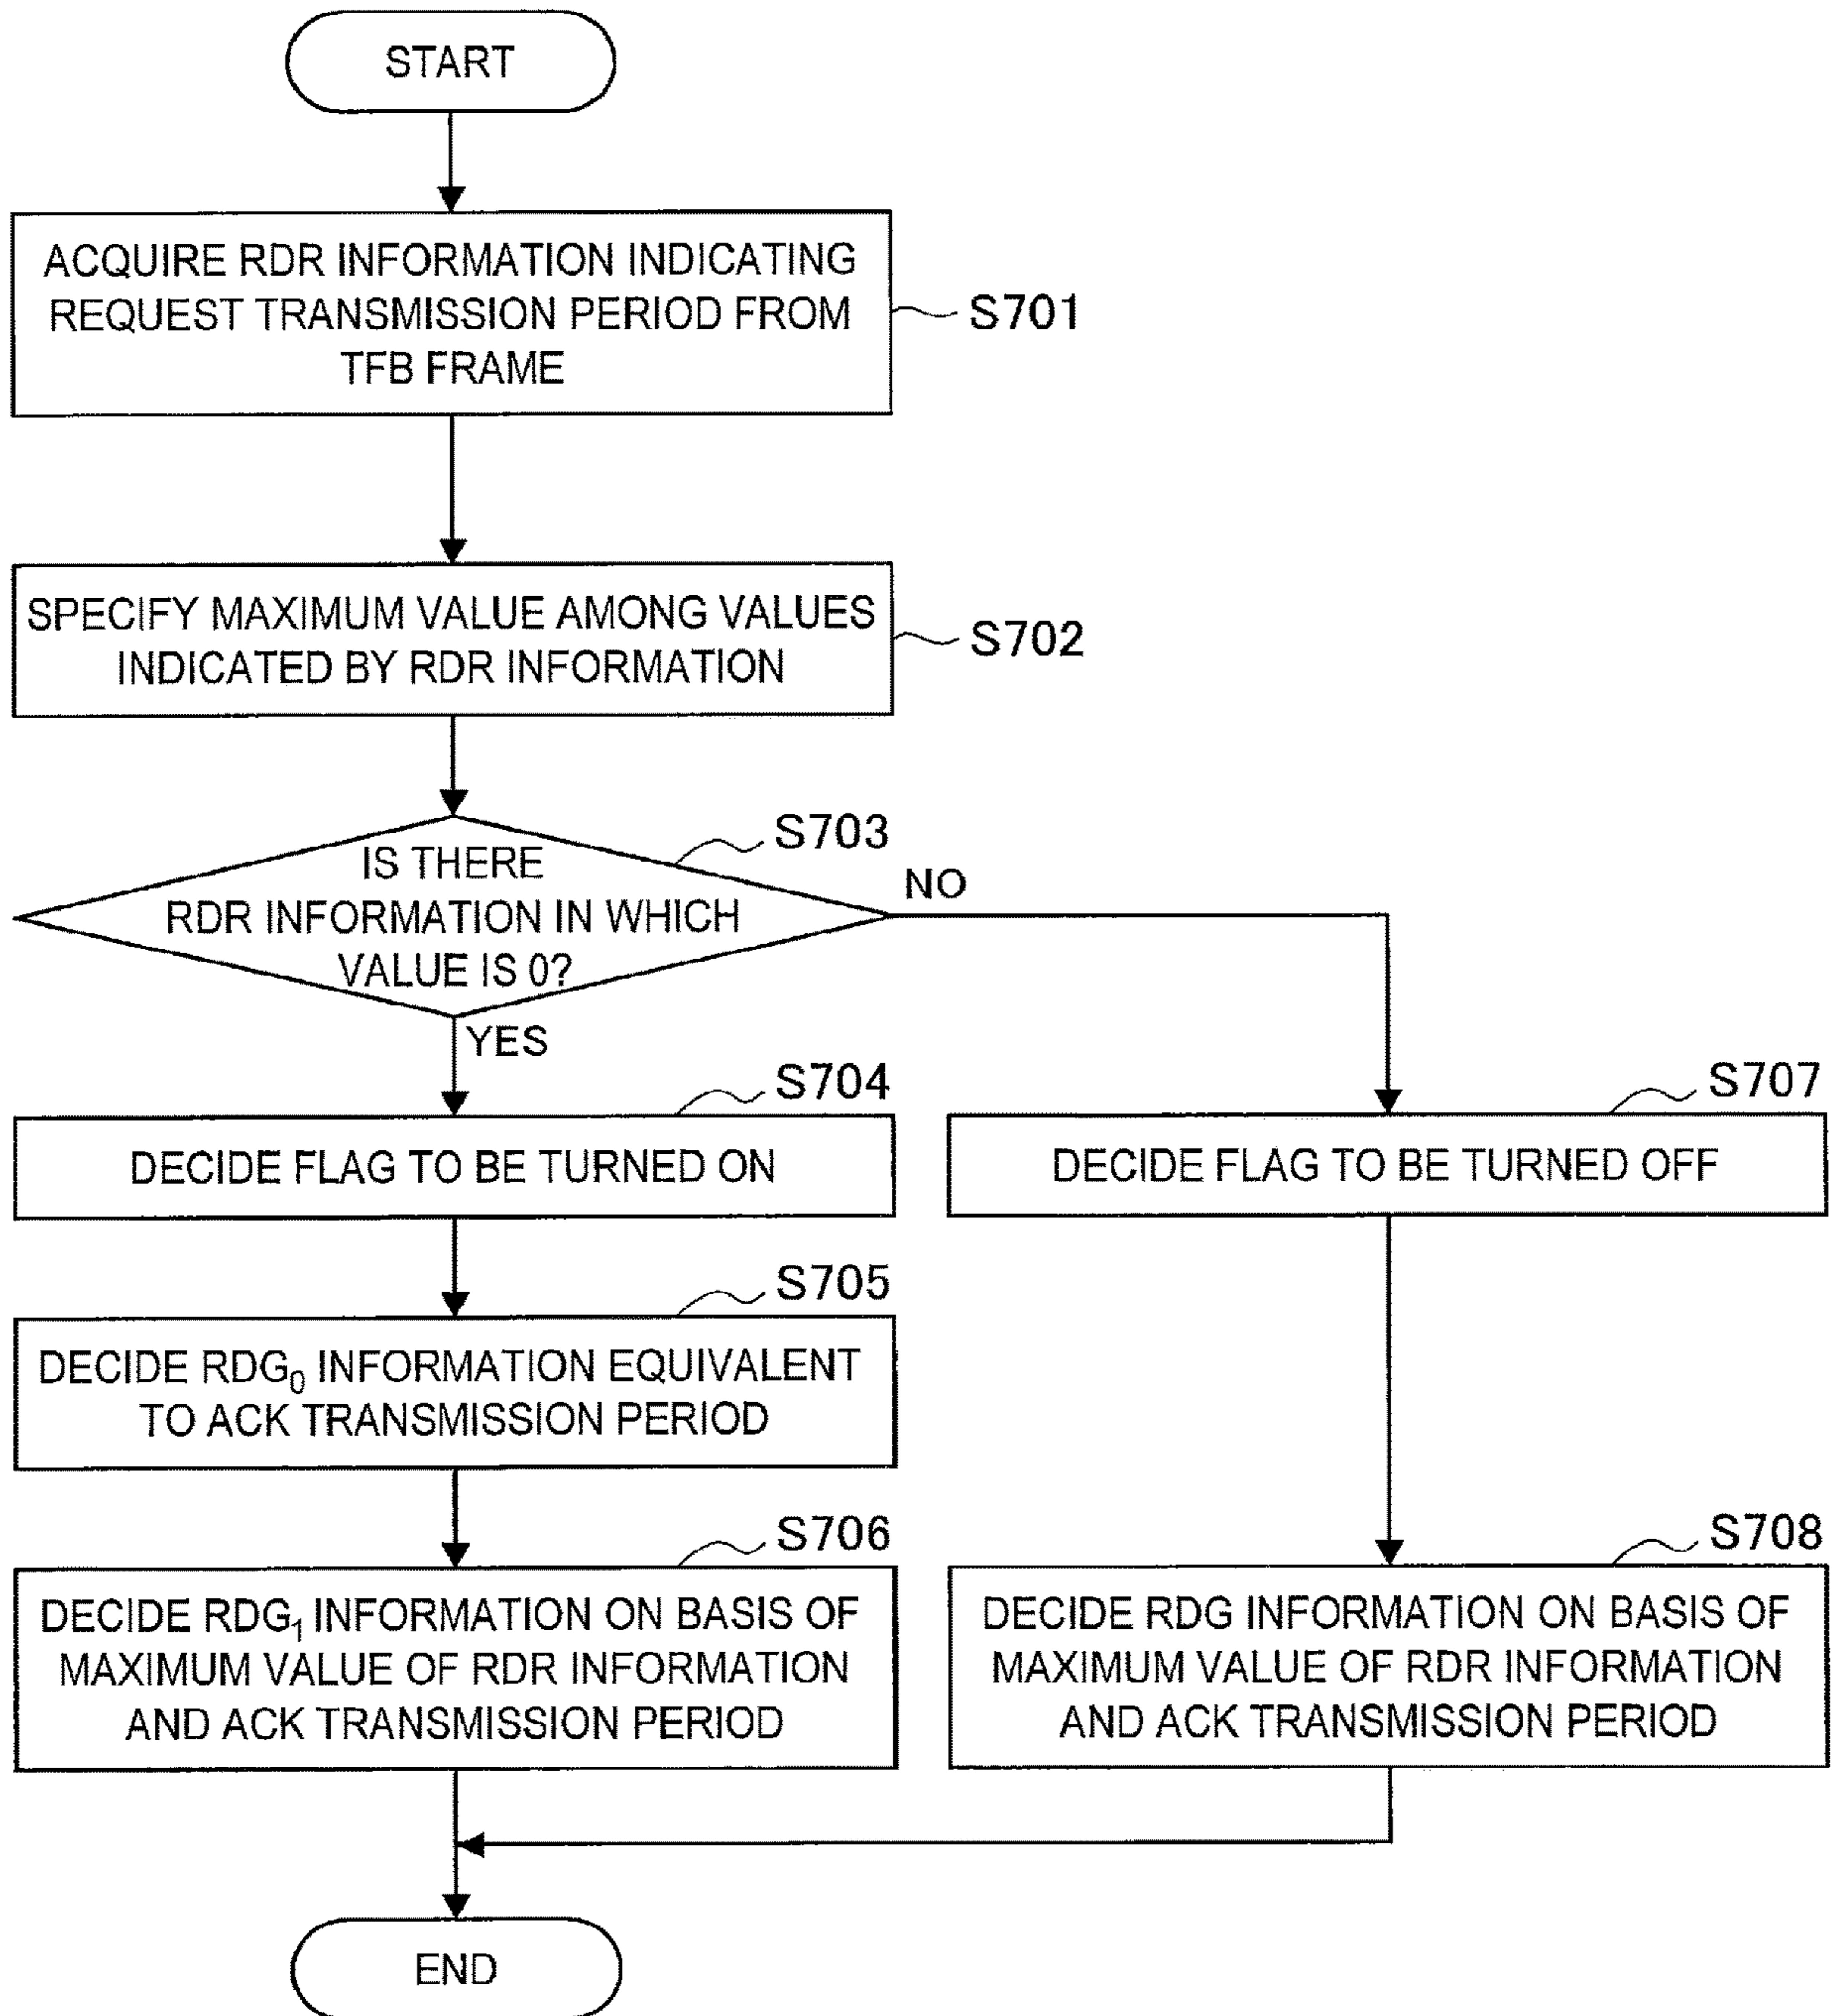 START
ACQUIRE RDR INFORMATION INDICATING
REQUEST TRANSMISSION PERIOD FROM
TFB FRAME
S701
SPECIFY MAXIMUM VALUE AMONG VALUES
INDICATED BY RDR INFORMATION
S702
S703
IS THERE
RDR INFORMATION IN WHICH
VALUE IS 0?
NO
YES
S704
DECIDE FLAG TO BE TURNED ON
S707
DECIDE FLAG TO BE TURNED OFF
S705
DECIDE RDG₀ INFORMATION EQUIVALENT
TO ACK TRANSMISSION PERIOD
S706
DECIDE RDG₁ INFORMATION ON BASIS OF
MAXIMUM VALUE OF RDR INFORMATION
AND ACK TRANSMISSION PERIOD
S708
DECIDE RDG INFORMATION ON BASIS OF
MAXIMUM VALUE OF RDR INFORMATION
AND ACK TRANSMISSION PERIOD
END